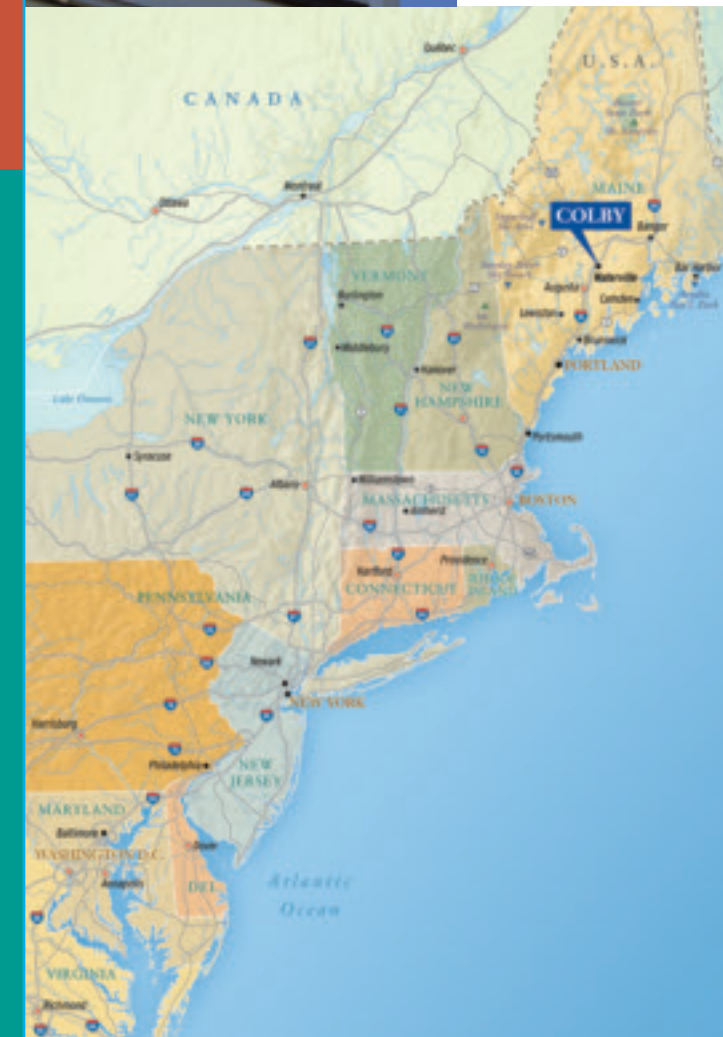 Québec
U.S.A.
CANADA
Montreal
Ottawa
MAINE
COLBY
Bangor
Bar Harbor
Waterville
Augusta
Camden
Lewiston
Brunswick
PORTLAND
VERMONT
Burlington
Middlebury
Hanover
NEW
HAMPSHIRE
Lake Ontario
NEW YORK
Portsmouth
Syracuse
Albany
Williamstown
MASSACHUSETTS
BOSTON
Amherst
Providence
Hartford
CONNECTICUT
RHODE
ISLAND
PENNSYLVANIA
Newark
NEW YORK
Harrisburg
Philadelphia
NEW
JERSEY
MARYLAND
Baltimore
WASHINGTON D.C.
Dover
Annapolis
DEL.
Atlantic
Ocean
VIRGINIA
Richmond